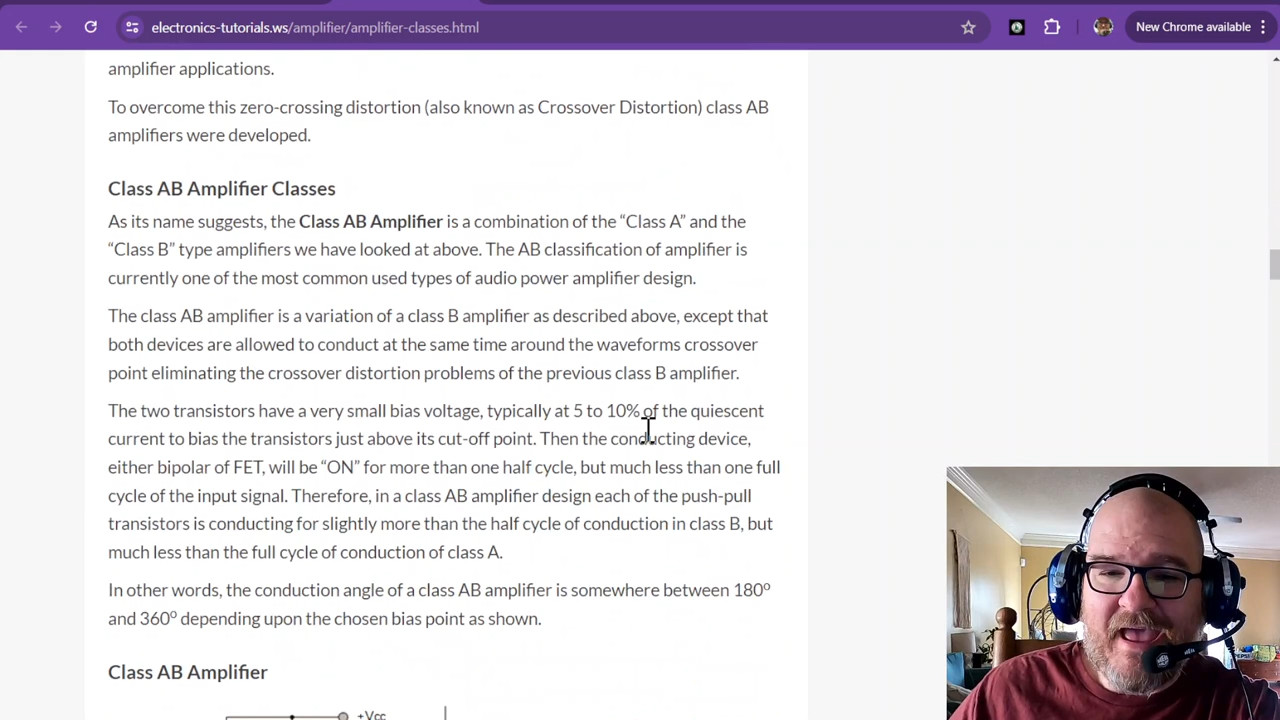 electronics-tutorials.ws/amplifier/amplifier-classes.html
New Chrome available
amplifier applications.
To overcome this zero-crossing distortion (also known as Crossover Distortion) class AB
amplifiers were developed.
Class AB Amplifier Classes
As its name suggests, the Class AB Amplifier is a combination of the “Class A” and the
“Class B” type amplifiers we have looked at above. The AB classification of amplifier is
currently one of the most common used types of audio power amplifier design.
The class AB amplifier is a variation of a class B amplifier as described above, except that
both devices are allowed to conduct at the same time around the waveforms crossover
point eliminating the crossover distortion problems of the previous class B amplifier.
The two transistors have a very small bias voltage, typically at 5 to 10% of the quiescent
current to bias the transistors just above its cut-off point. Then the conducting device,
either bipolar of FET, will be “ON” for more than one half cycle, but much less than one full
cycle of the input signal. Therefore, in a class AB amplifier design each of the push-pull
transistors is conducting for slightly more than the half cycle of conduction in class B, but
much less than the full cycle of conduction of class A.
In other words, the conduction angle of a class AB amplifier is somewhere between 180º
and 360º depending upon the chosen bias point as shown.
Class AB Amplifier
+Vcc